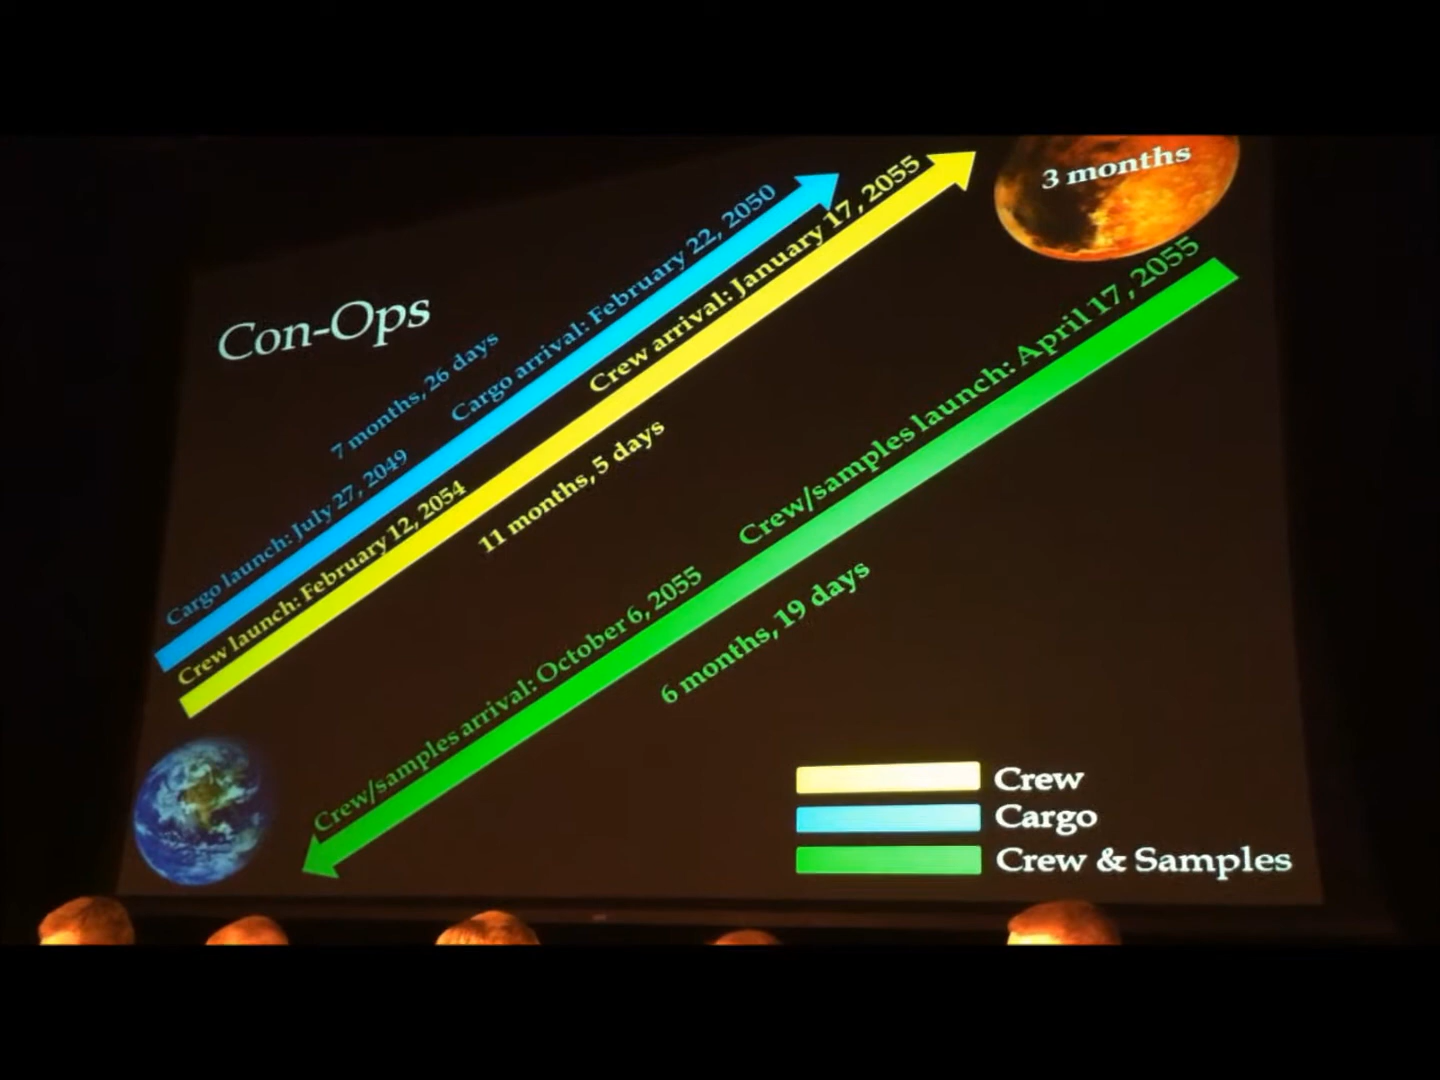 Con-Ops
7 months, 26 days
Cargo launch: July 27, 2049
Cargo arrival: February 22, 2050
Crew launch: February 12, 2054
Crew arrival: January 17, 2055
11 months, 5 days
3 months
Crew/samples launch: April 17, 2055
Crew/samples arrival: October 6, 2055
6 months, 19 days
Crew
Cargo
Crew & Samples